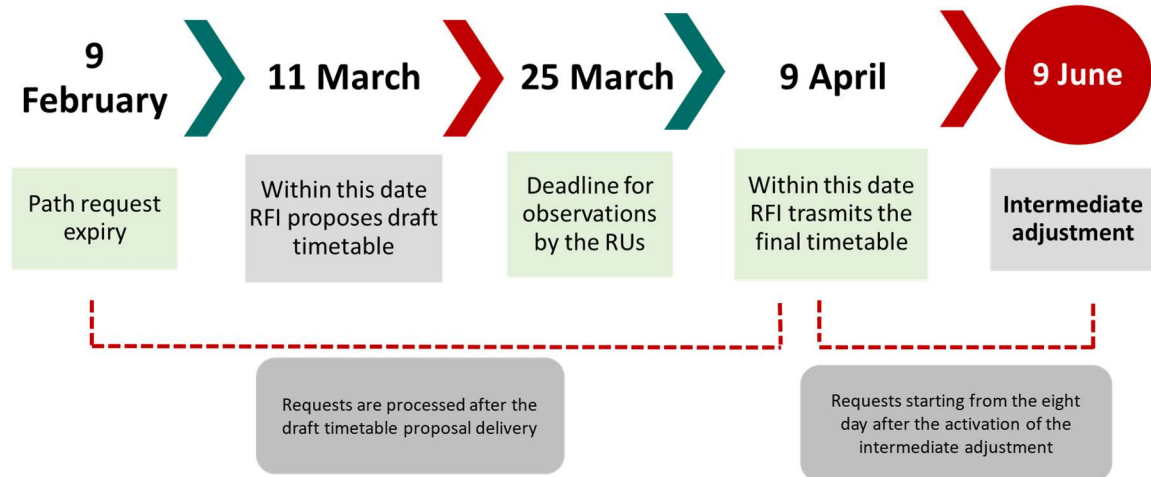 9
February
11 March
25 March
9 April
9 June
Path request
expiry
Within this date
RFI proposes draft
timetable
Deadline for
observations
by the RUs
Within this date
RFI trasmits the
final timetable
Intermediate
adjustment
Requests are processed after the
draft timetable proposal delivery
Requests starting from the eight
day after the activation of the
intermediate adjustment